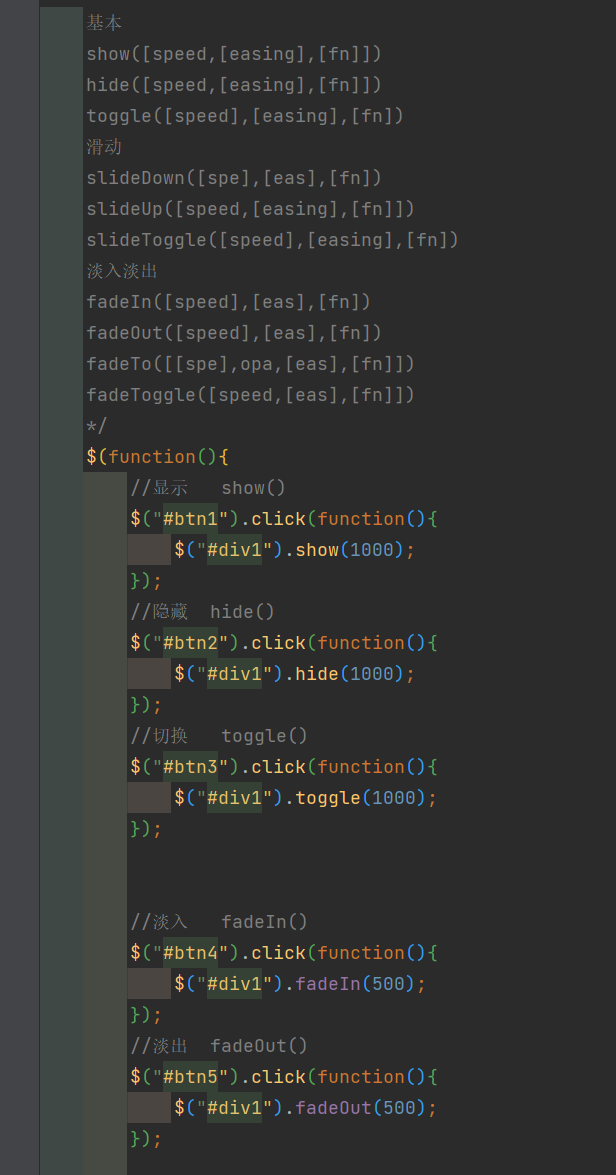 基本
show([speed,[easing],[fn]])
hide([speed,[easing],[fn]])
toggle([speed],[easing],[fn])
滑动
slideDown([spe],[eas],[fn])
slideUp([speed,[easing],[fn]])
slideToggle([speed],[easing],[fn])
淡入淡出
fadeIn([speed],[eas],[fn])
fadeOut([speed],[eas],[fn])
fadeTo([[spe],opa,[eas],[fn]])
fadeToggle([speed,[eas],[fn]])
*/
$(function(){
//显示   show()
$("#btn1").click(function(){
$("#div1").show(1000);
});
//隐藏  hide()
$("#btn2").click(function(){
$("#div1").hide(1000);
});
//切换   toggle()
$("#btn3").click(function(){
$("#div1").toggle(1000);
});
//淡入   fadeIn()
$("#btn4").click(function(){
$("#div1").fadeIn(500);
});
//淡出  fadeOut()
$("#btn5").click(function(){
$("#div1").fadeOut(500);
});